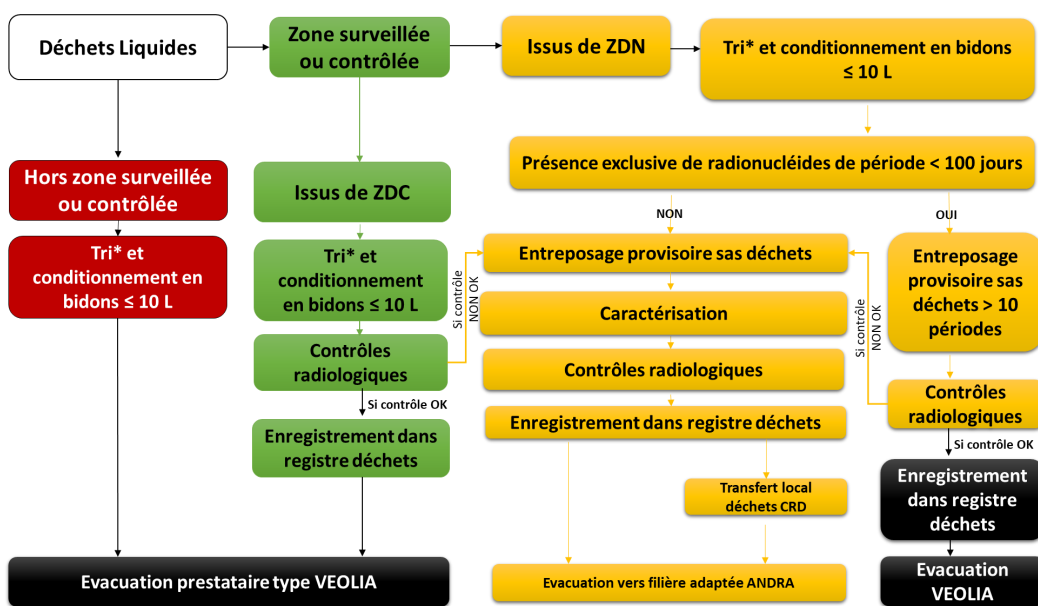 Déchets Liquides
Zone surveillée
ou contrôlée
Issus de ZDN
Tri* et conditionnement en bidons
≤ 10 L
Hors zone surveillée
ou contrôlée
Issus de ZDC
Présence exclusive de radionucléides de période < 100 jours
NON
OUI
Tri* et
conditionnement en
bidons ≤ 10 L
Tri* et
conditionnement
en bidons ≤ 10 L
Si contrôle
NON OK
Entreposage provisoire sas déchets
Si contrôle
NON OK
Entreposage
provisoire sas
déchets > 10
périodes
Caractérisation
Contrôles
radiologiques
Contrôles radiologiques
Contrôles
radiologiques
Si contrôle OK
Enregistrement dans
registre déchets
Enregistrement dans registre déchets
Si contrôle OK
Transfert local
déchets CRD
Enregistrement
dans registre
déchets
Evacuation prestataire type VEOLIA
Evacuation vers filière adaptée ANDRA
Evacuation
VEOLIA